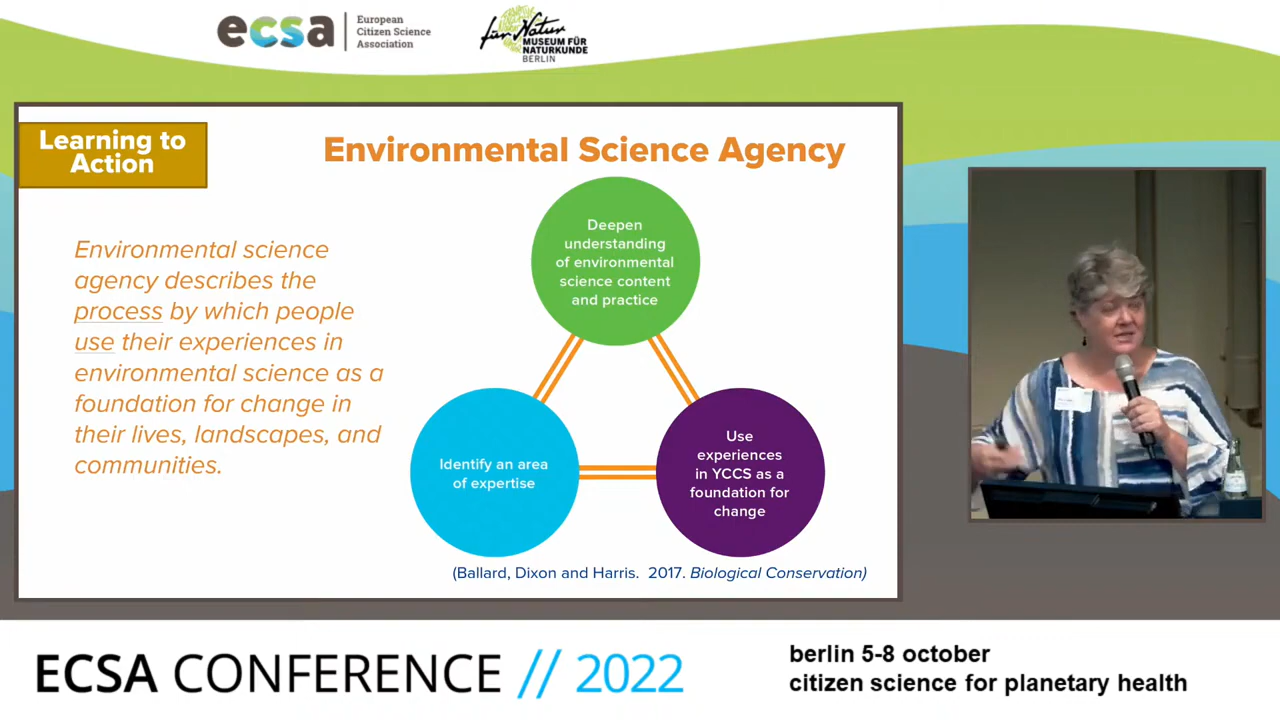 ecsa
European
Citizen Science
Association
für Natur
MUSEUM FÜR
NATURKUNDE
BERLIN
Learning to
Action
Environmental Science Agency
Environmental science
agency describes the
process by which people
use their experiences in
environmental science as a
foundation for change in
their lives, landscapes, and
communities.
Deepen
understanding
of environmental
science content
and practice
Identify an area
of expertise
Use
experiences
in YCCS as a
foundation for
change
(Ballard, Dixon and Harris. 2017. Biological Conservation)
ECSA CONFERENCE // 2022
berlin 5-8 october
citizen science for planetary health